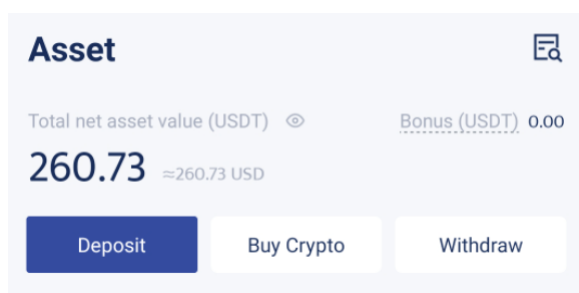 Asset
Total net asset value (USDT) Bonus (USDT) 0.00
260.73 ≈260.73 USD
Deposit Buy Crypto Withdraw